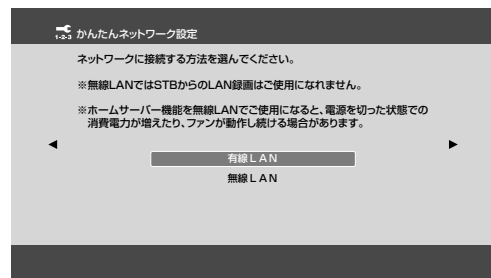 1-2-3 かんたんネットワーク設定
ネットワークに接続する方法を選んでください。
※無線LANではSTBからのLAN録画はご使用になれません。
※ホームサーバー機能を無線LANでご使用になると、電源を切った状態での
消費電力が増えたり、ファンが動作し続ける場合があります。
有線LAN
無線LAN